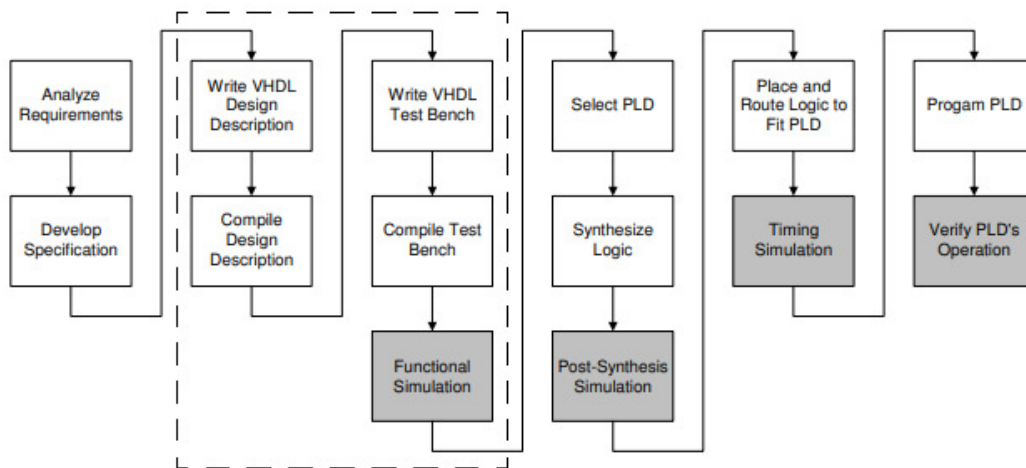 Analyze
Requirements
Develop
Specification
Write VHDL
Design
Description
Compile
Design
Description
Write VHDL
Test Bench
Compile Test
Bench
Functional
Simulation
Select PLD
Synthesize
Logic
Post-Synthesis
Simulation
Place and
Route Logic to
Fit PLD
Timing
Simulation
Progam PLD
Verify PLD's
Operation